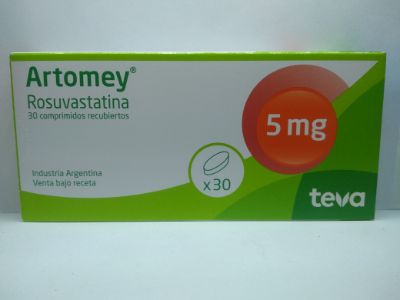 Artomey®
Rosuvastatina
30 comprimidos recubiertos
5 mg
x30
Industria Argentina
Venta bajo receta
teva